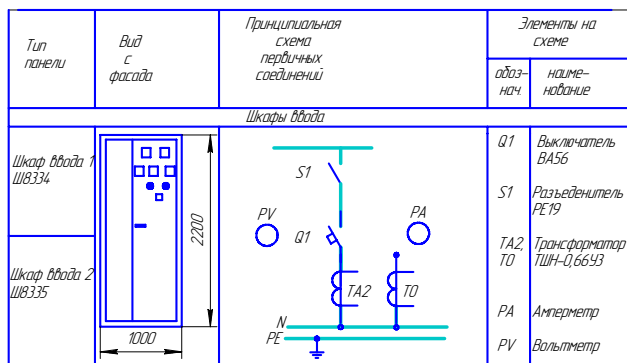 Тип
панели
Вид
с
фасада
Принципиальная
схема
первичных
соединений
Элементы на
схеме
обоз-
нач.
наиме-
нование
Шкафы ввода
Шкаф ввода 1
Ш8334
Шкаф ввода 2
Ш8335
2200
1000
S1
PV
PA
Q1
TA2
TO
N
PE
Q1
Выключатель
ВА56
S1
Разъеденитель
РЕ19
TA2,
TO
Трансформатор
ТШН-0,66У3
PA
Амперметр
PV
Вольтметр